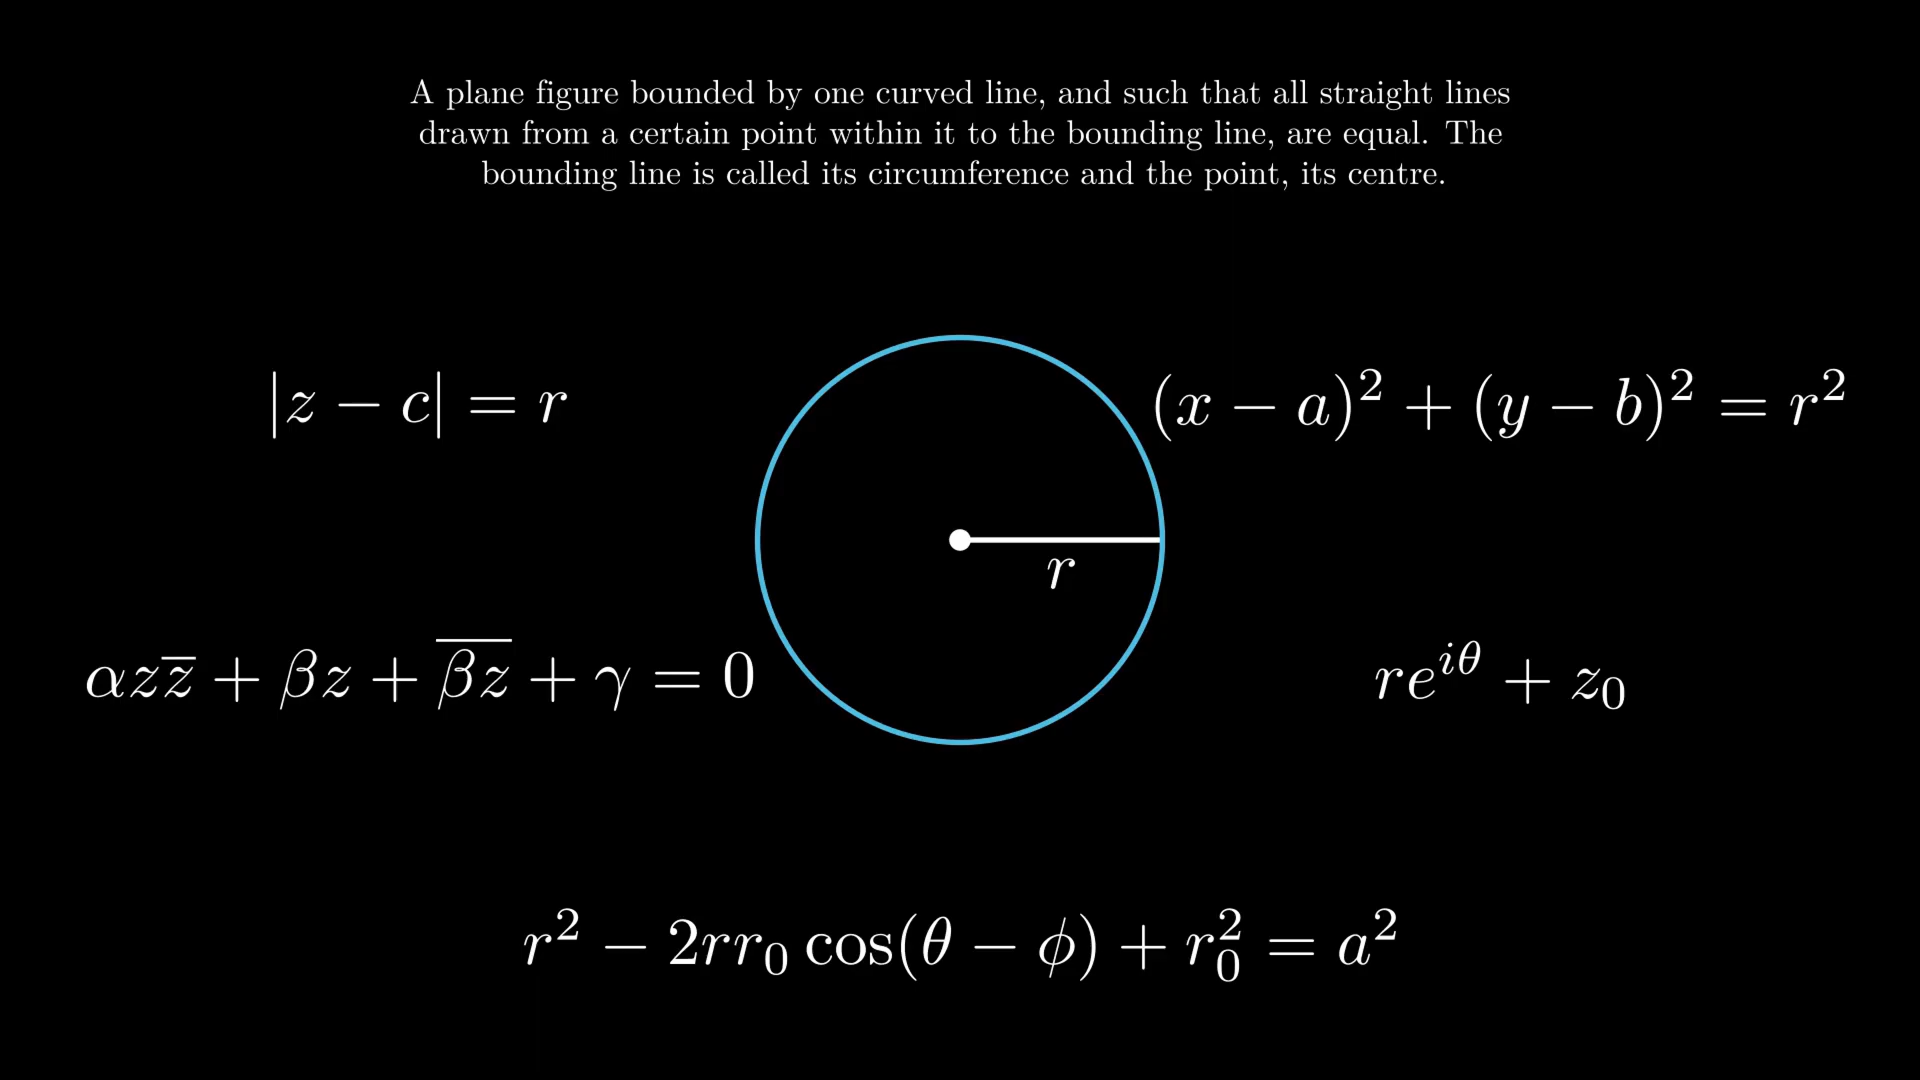 A plane figure bounded by one curved line, and such that all straight lines
drawn from a certain point within it to the bounding line, are equal. The
bounding line is called its circumference and the point, its centre.
|z − c| = r
(x − a)² + (y − b)² = r²
r
αzz̅ + βz + β̅z̅ + γ = 0
re^{iθ} + z₀
r² − 2rr₀ cos(θ − ϕ) + r₀² = a²